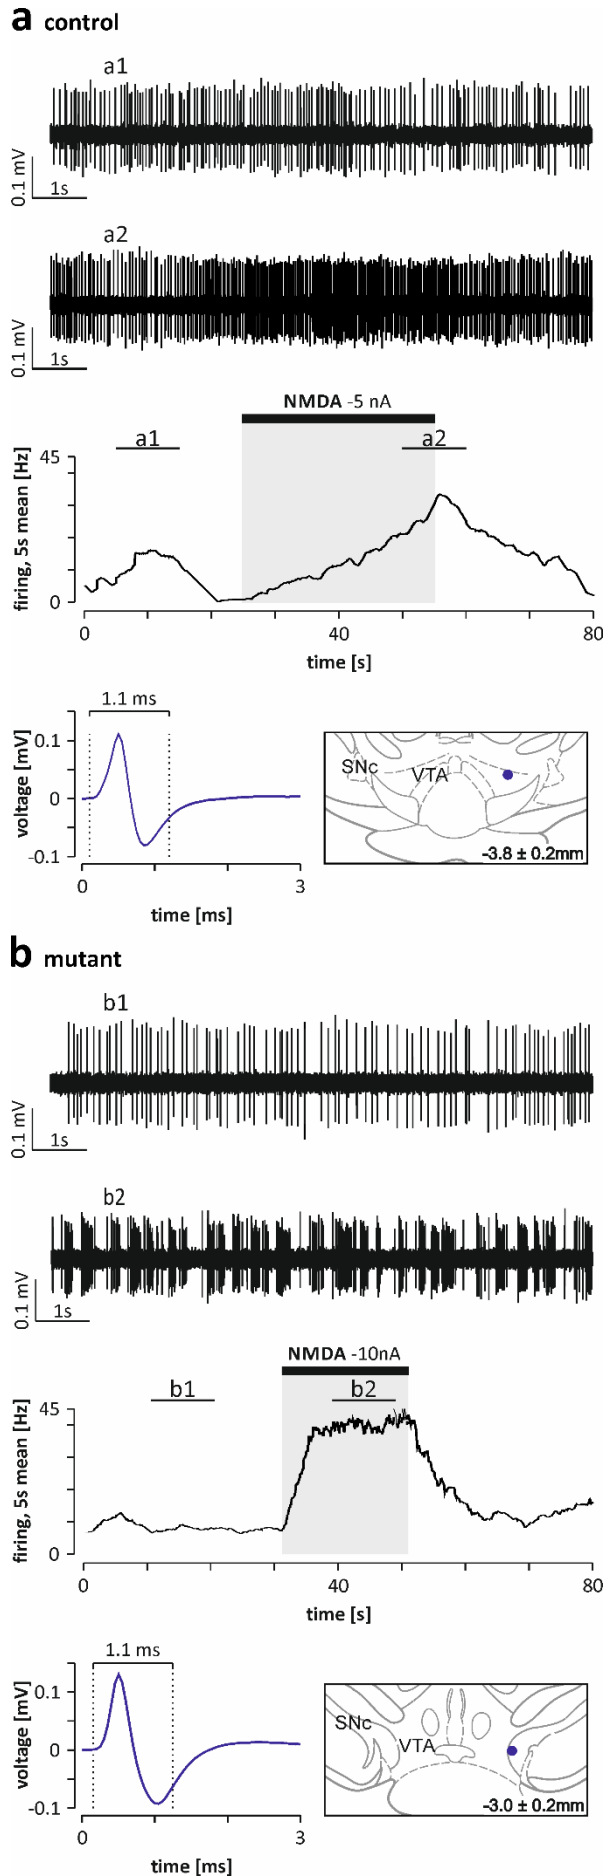 a control
a1
0.1 mV
1s
a2
0.1 mV
1s
NMDA -5 nA
a1
a2
45
0
firing, 5s mean [Hz]
0
40
80
time [s]
1.1 ms
0.1
0
-0.1
voltage [mV]
0
3
time [ms]
SNc
VTA
-3.8 ± 0.2mm
b mutant
b1
0.1 mV
1s
b2
0.1 mV
1s
NMDA -10nA
b1
b2
45
0
firing, 5s mean [Hz]
0
40
80
time [s]
1.1 ms
0.1
0
-0.1
voltage [mV]
0
3
time [ms]
SNc
VTA
-3.0 ± 0.2mm